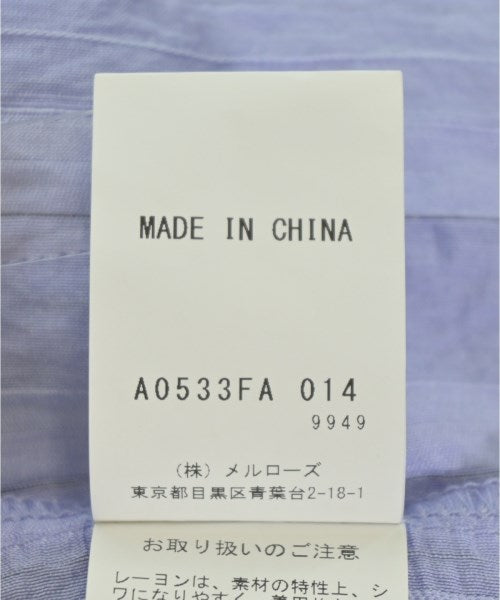 MADE IN CHINA
A0533FA 014
9949
(株) メルローズ
東京都目黒区青葉台2-18-1
お取り扱いのご注意
レーヨンは、素材の特性上、シ
ワになりやすく、着用